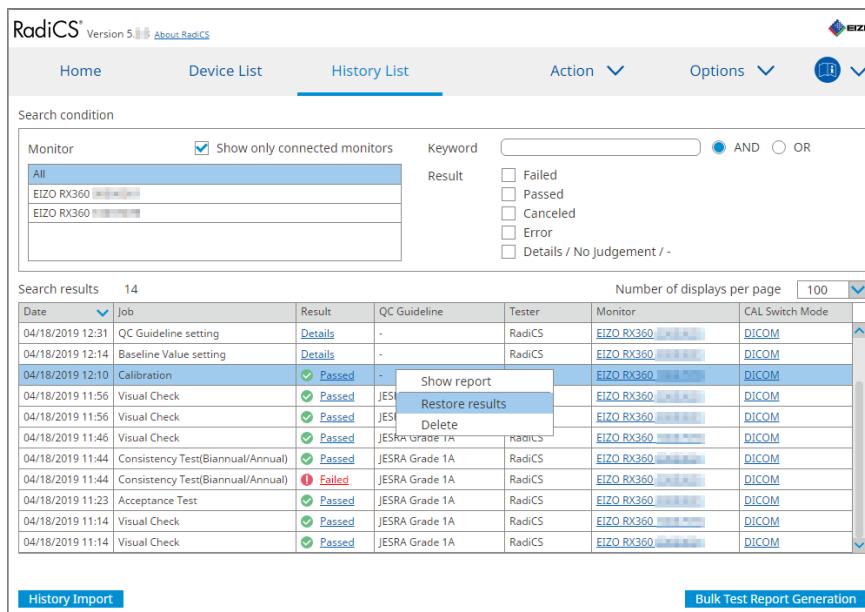 RadiCS® Version 5. About RadiCS EIZO
Home Device List History List Action Options
Search condition
Monitor Show only connected monitors Keyword AND OR
All Result Failed
EIZO RX360 Passed
EIZO RX360 Canceled
Error
Details / No Judgement / -
Search results 14 Number of displays per page 100
Date Job Result QC Guideline Tester Monitor CAL Switch Mode
04/18/2019 12:31 QC Guideline setting Details - RadiCS EIZO RX360 DICOM
04/18/2019 12:14 Baseline Value setting Details - RadiCS EIZO RX360 DICOM
04/18/2019 12:10 Calibration Passed - EIZO RX360 DICOM
Show report
04/18/2019 11:56 Visual Check Passed EIZO RX360 DICOM
Restore results
04/18/2019 11:56 Visual Check Passed EIZO RX360 DICOM
Delete
04/18/2019 11:46 Visual Check Passed JESRA Grade 1A RadiCS EIZO RX360 DICOM
04/18/2019 11:44 Consistency Test(Biannual/Annual) Passed JESRA Grade 1A RadiCS EIZO RX360 DICOM
04/18/2019 11:44 Consistency Test(Biannual/Annual) Failed JESRA Grade 1A RadiCS EIZO RX360 DICOM
04/18/2019 11:23 Acceptance Test Passed JESRA Grade 1A RadiCS EIZO RX360 DICOM
04/18/2019 11:14 Visual Check Passed JESRA Grade 1A RadiCS EIZO RX360 DICOM
04/18/2019 11:14 Visual Check Passed JESRA Grade 1A RadiCS EIZO RX360 DICOM
History Import Bulk Test Report Generation